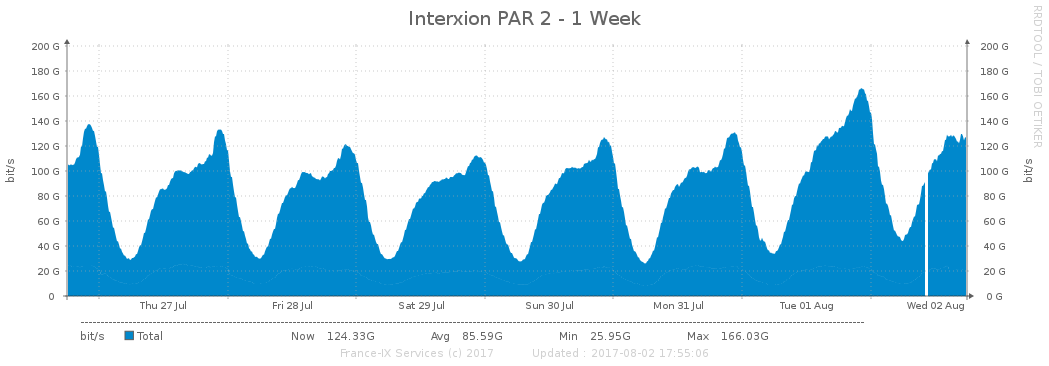 Interxion PAR 2 - 1 Week
RRDTOOL / TOBI OETIKER
bit/s
200 G
180 G
160 G
140 G
120 G
100 G
80 G
60 G
40 G
20 G
0
200 G
180 G
160 G
140 G
120 G
100 G
80 G
60 G
40 G
20 G
0 G
bit/s
Thu 27 Jul Fri 28 Jul Sat 29 Jul Sun 30 Jul Mon 31 Jul Tue 01 Aug Wed 02 Aug
bit/s Total Now 124.33G Avg 85.59G Min 25.95G Max 166.03G
France-IX Services (c) 2017 Updated : 2017-08-02 17:55:06